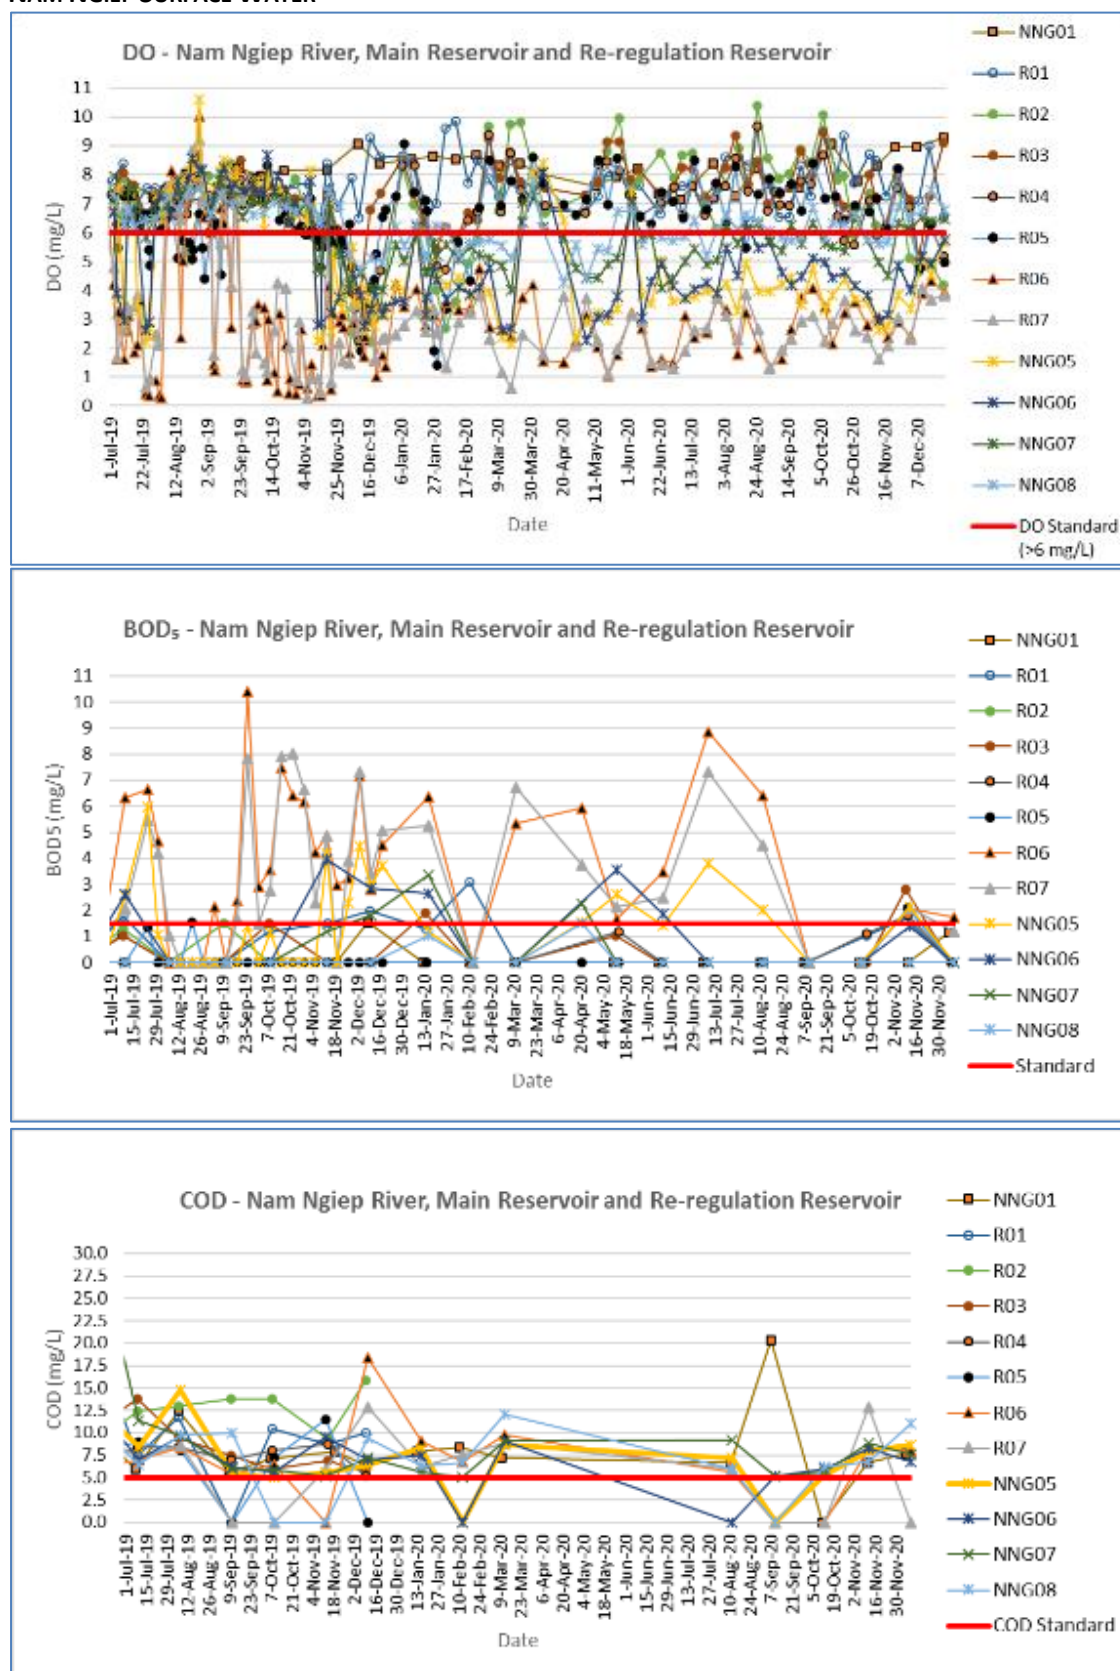 NAM NGIEP SURFACE WATER
DO - Nam Ngiep River, Main Reservoir and Re-regulation Reservoir
11
10
9
8
7
6
5
4
3
2
1
0
DO (mg/L)
1-Jul-19
22-Jul-19
12-Aug-19
2-Sep-19
23-Sep-19
14-Oct-19
4-Nov-19
25-Nov-19
16-Dec-19
6-Jan-20
27-Jan-20
17-Feb-20
9-Mar-20
30-Mar-20
20-Apr-20
11-May-20
1-Jun-20
22-Jun-20
13-Jul-20
3-Aug-20
24-Aug-20
14-Sep-20
5-Oct-20
26-Oct-20
16-Nov-20
7-Dec-20
Date
NNG01
R01
R02
R03
R04
R05
R06
R07
NNG05
NNG06
NNG07
NNG08
DO Standard
(>6 mg/L)
BOD₅ - Nam Ngiep River, Main Reservoir and Re-regulation Reservoir
11
10
9
8
7
6
5
4
3
2
1
0
BOD5 (mg/L)
1-Jul-19
15-Jul-19
29-Jul-19
12-Aug-19
26-Aug-19
9-Sep-19
23-Sep-19
7-Oct-19
21-Oct-19
4-Nov-19
18-Nov-19
2-Dec-19
16-Dec-19
30-Dec-19
13-Jan-20
27-Jan-20
10-Feb-20
24-Feb-20
9-Mar-20
23-Mar-20
6-Apr-20
20-Apr-20
4-May-20
18-May-20
1-Jun-20
15-Jun-20
29-Jun-20
13-Jul-20
27-Jul-20
10-Aug-20
24-Aug-20
7-Sep-20
21-Sep-20
5-Oct-20
19-Oct-20
2-Nov-20
16-Nov-20
30-Nov-20
Date
NNG01
R01
R02
R03
R04
R05
R06
R07
NNG05
NNG06
NNG07
NNG08
Standard
COD - Nam Ngiep River, Main Reservoir and Re-regulation Reservoir
30.0
27.5
25.0
22.5
20.0
17.5
15.0
12.5
10.0
7.5
5.0
2.5
0.0
COD (mg/L)
1-Jul-19
15-Jul-19
29-Jul-19
12-Aug-19
26-Aug-19
9-Sep-19
23-Sep-19
7-Oct-19
21-Oct-19
4-Nov-19
18-Nov-19
2-Dec-19
16-Dec-19
30-Dec-19
13-Jan-20
27-Jan-20
10-Feb-20
24-Feb-20
9-Mar-20
23-Mar-20
6-Apr-20
20-Apr-20
4-May-20
18-May-20
1-Jun-20
15-Jun-20
29-Jun-20
13-Jul-20
27-Jul-20
10-Aug-20
24-Aug-20
7-Sep-20
21-Sep-20
5-Oct-20
19-Oct-20
2-Nov-20
16-Nov-20
30-Nov-20
Date
NNG01
R01
R02
R03
R04
R05
R06
R07
NNG05
NNG06
NNG07
NNG08
COD Standard